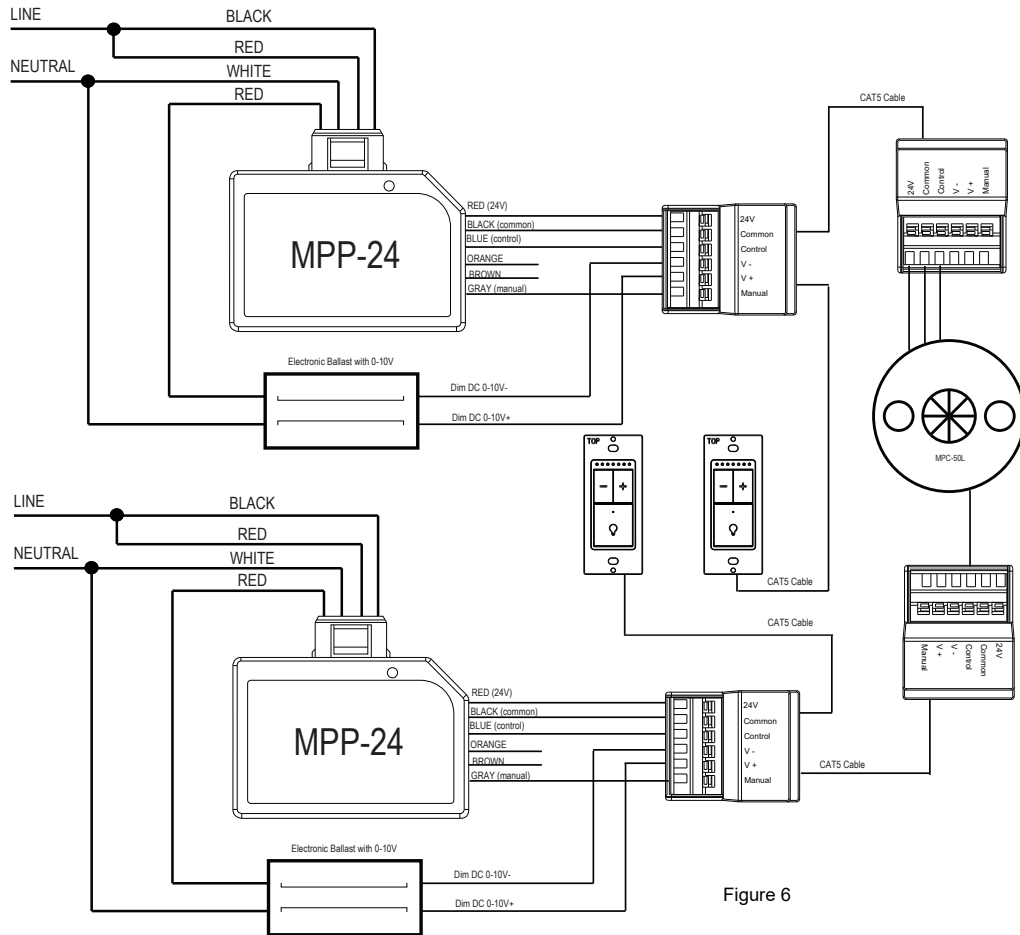 LINE
BLACK
RED
NEUTRAL
WHITE
RED
CAT5 Cable
24V
Common
Control
V -
V +
Manual
MPP-24
RED (24V)
BLACK (common)
BLUE (control)
ORANGE
BROWN
GRAY (manual)
24V
Common
Control
V -
V +
Manual
Electronic Ballast with 0-10V
Dim DC 0-10V-
Dim DC 0-10V+
MPC-50L
TOP
- +
TOP
- +
CAT5 Cable
CAT5 Cable
LINE
BLACK
RED
NEUTRAL
WHITE
RED
Manual
V +
V -
Control
Common
24V
MPP-24
RED (24V)
BLACK (common)
BLUE (control)
ORANGE
BROWN
GRAY (manual)
24V
Common
Control
V -
V +
Manual
CAT5 Cable
Electronic Ballast with 0-10V
Dim DC 0-10V-
Dim DC 0-10V+
Figure 6